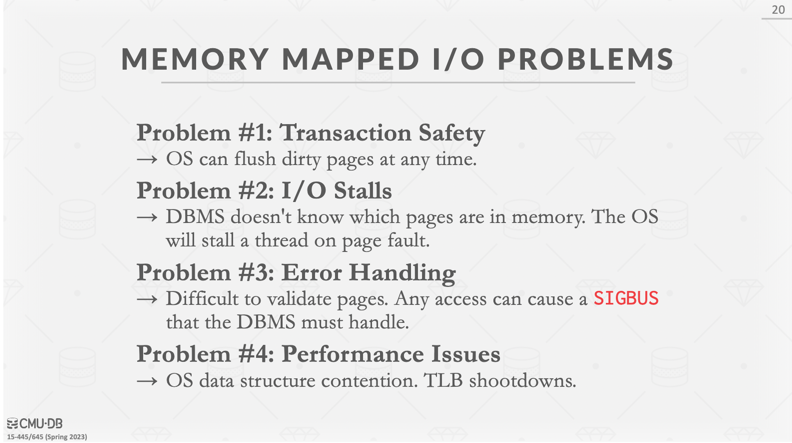 20
MEMORY MAPPED I/O PROBLEMS
Problem #1: Transaction Safety
→ OS can flush dirty pages at any time.
Problem #2: I/O Stalls
→ DBMS doesn't know which pages are in memory. The OS
will stall a thread on page fault.
Problem #3: Error Handling
→ Difficult to validate pages. Any access can cause a SIGBUS
that the DBMS must handle.
Problem #4: Performance Issues
→ OS data structure contention. TLB shootdowns.
CMU·DB
15-445/645 (Spring 2023)